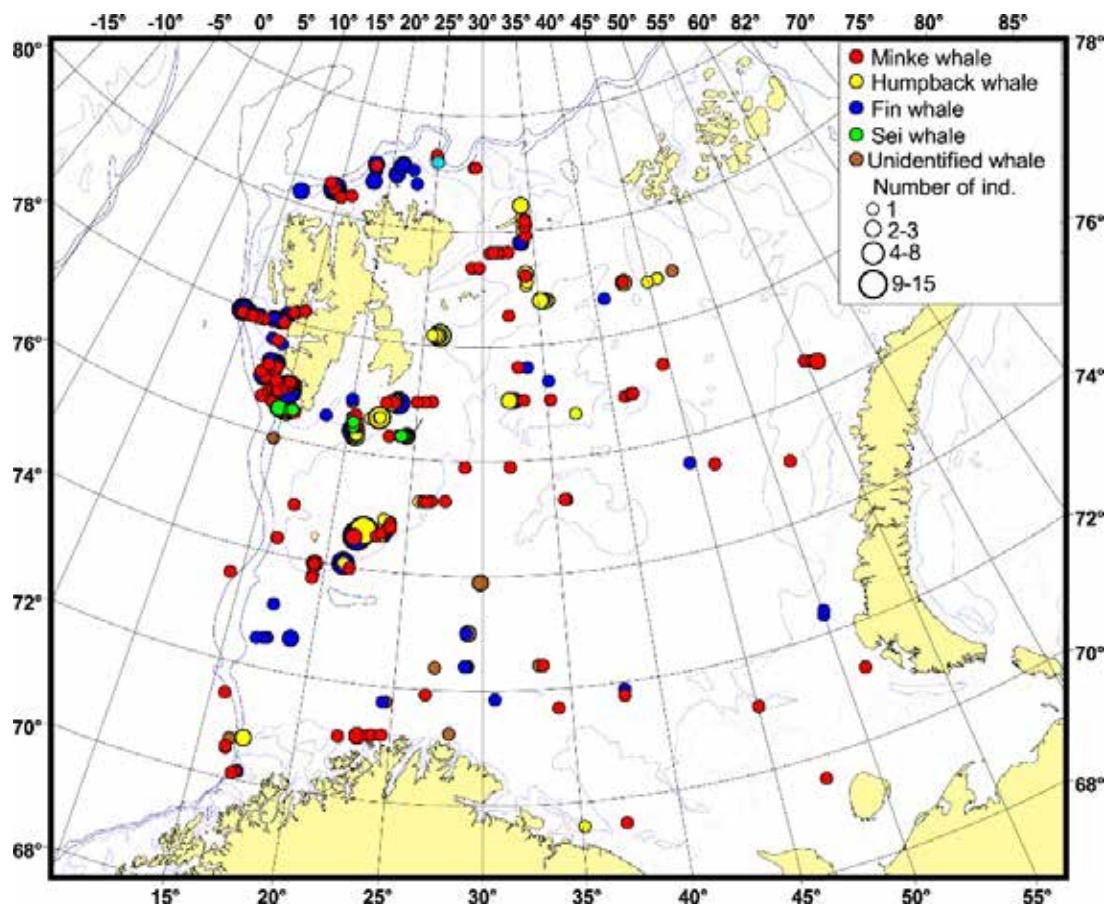 -15° -10° -5° 0° 5° 10° 15° 20° 25° 30° 35° 40° 50° 55° 60° 82° 70° 75° 80° 85°
80° 78°
Minke whale
Humpback whale
Fin whale
Sei whale
Unidentified whale
Number of ind.
1
2-3
4-8
9-15
78° 76°
76° 74°
74° 72°
72° 70°
70° 68°
68°
15° 20° 25° 30° 35° 40° 45° 50° 55°